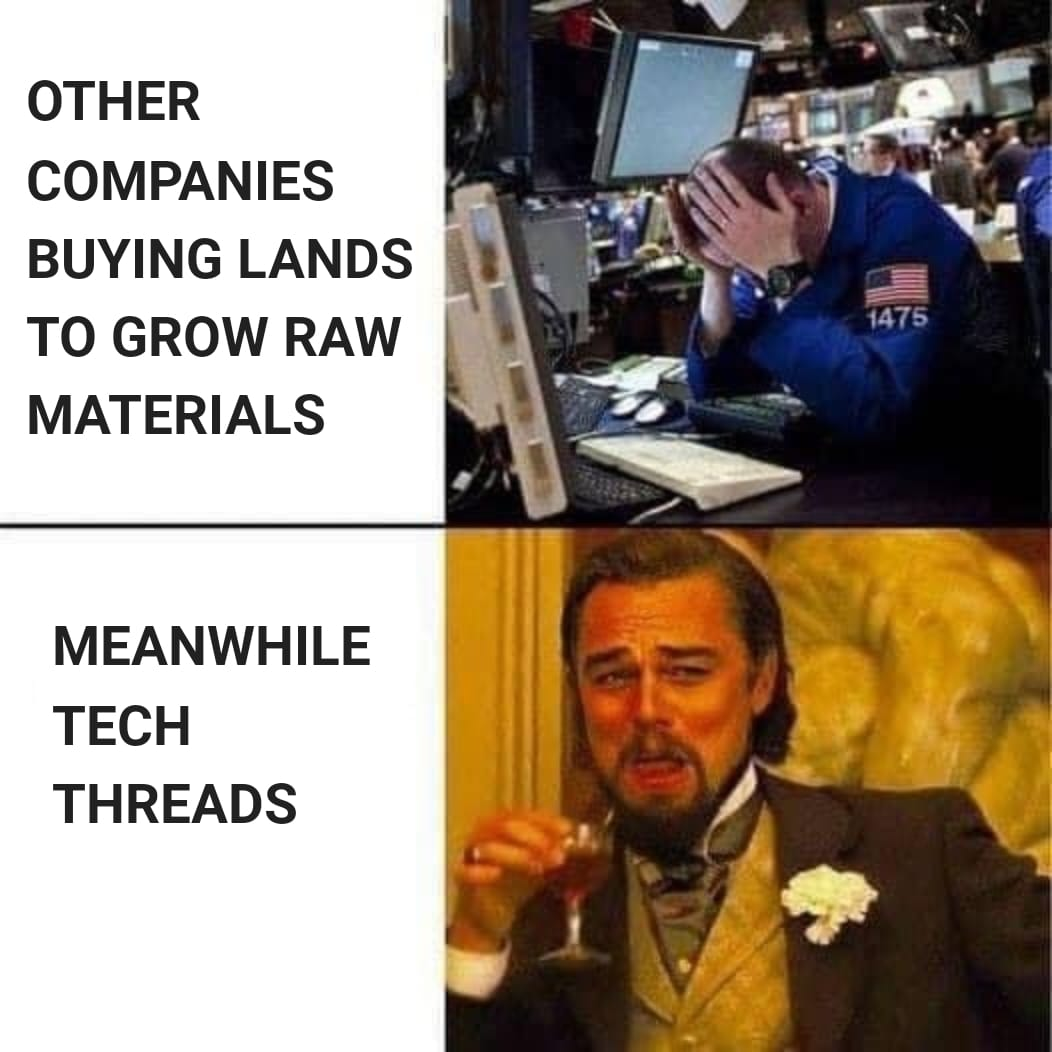 OTHER
COMPANIES
BUYING LANDS
TO GROW RAW
MATERIALS
1475
MEANWHILE
TECH
THREADS